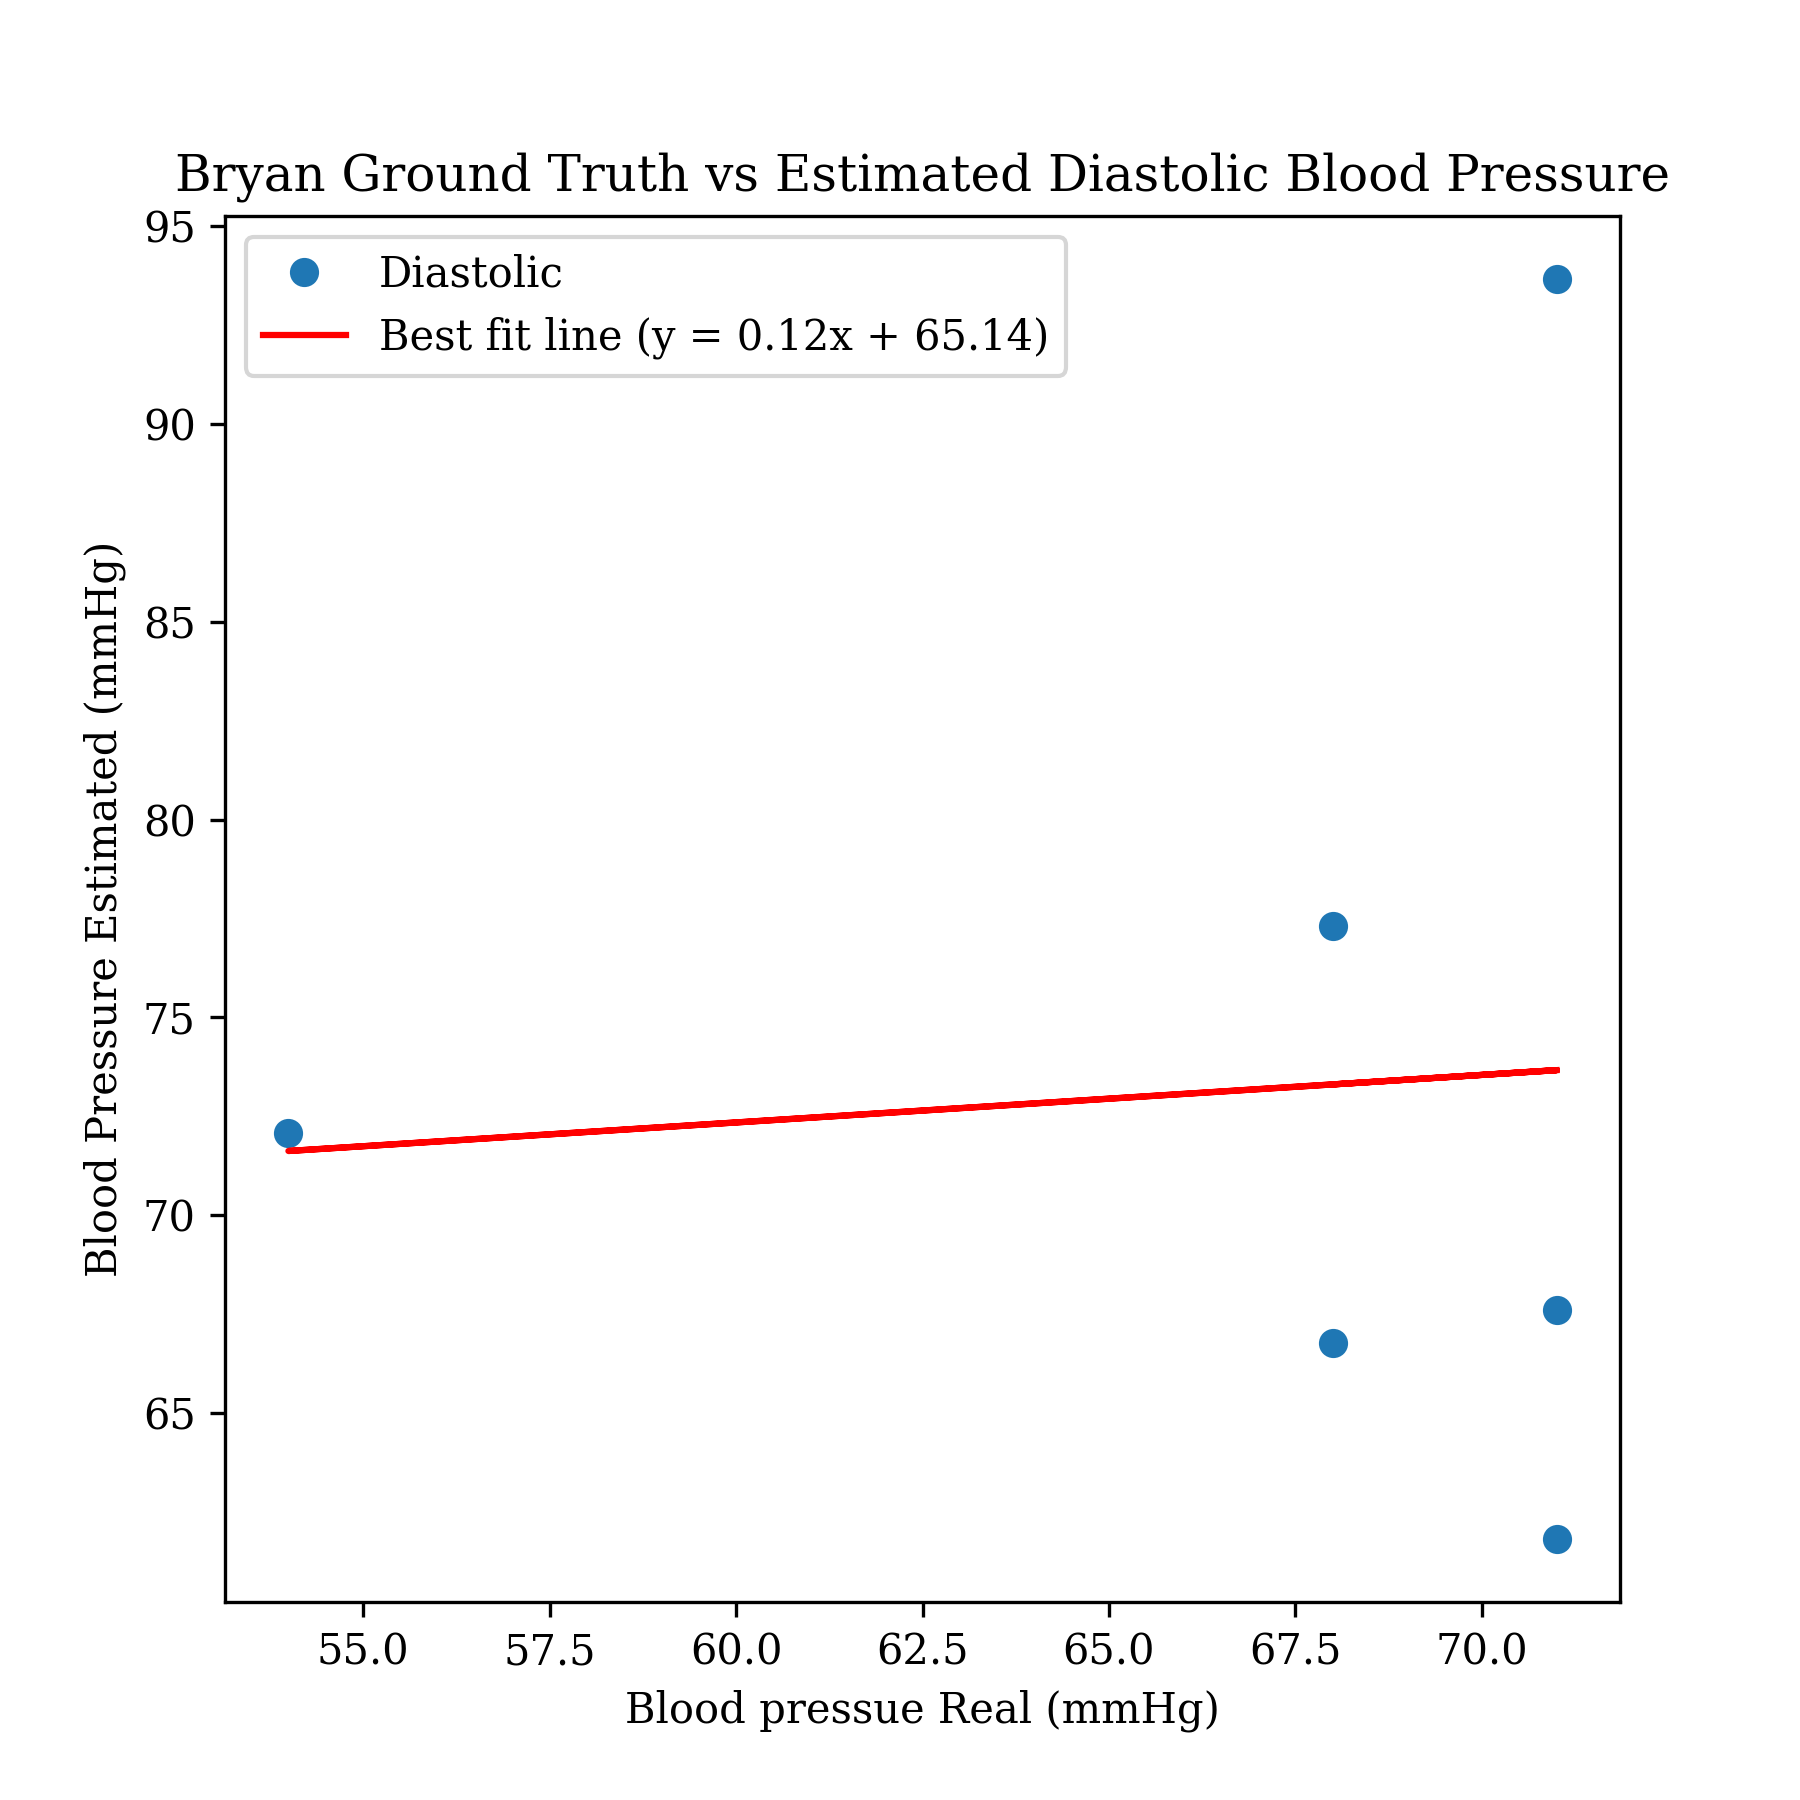 Bryan Ground Truth vs Estimated Diastolic Blood Pressure
95
90
85
80
75
70
65
Diastolic
Best fit line (y = 0.12x + 65.14)
Blood Pressure Estimated (mmHg)
55.0 57.5 60.0 62.5 65.0 67.5 70.0
Blood pressue Real (mmHg)